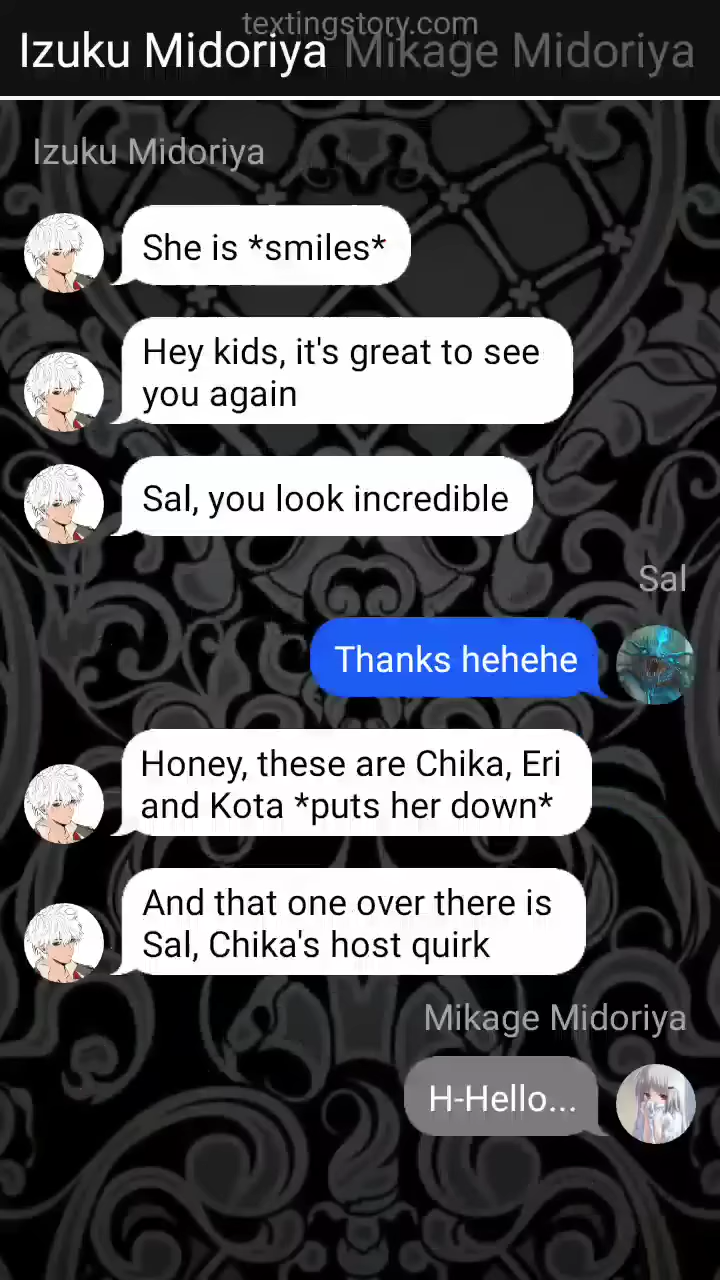 textingstory.com
Izuku Midoriya Mikage Midoriya
Izuku Midoriya
She is *smiles*
Hey kids, it's great to see
you again
Sal, you look incredible
Sal
Thanks hehehe
Honey, these are Chika, Eri
and Kota *puts her down*
And that one over there is
Sal, Chika's host quirk
Mikage Midoriya
H-Hello...